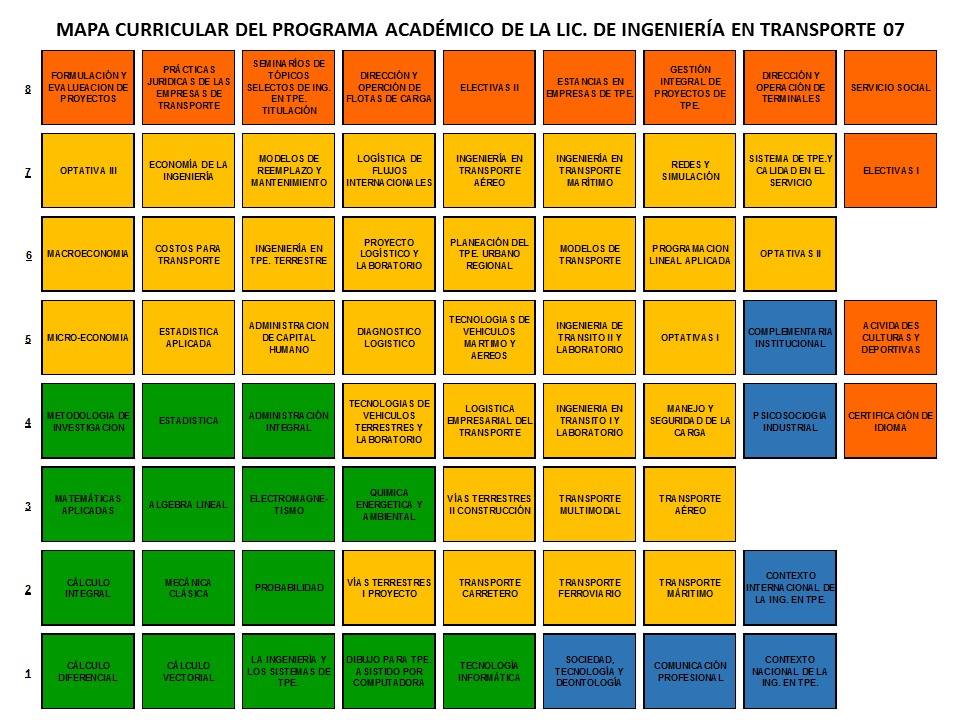 MAPA CURRICULAR DEL PROGRAMA ACADÉMICO DE LA LIC. DE INGENIERÍA EN TRANSPORTE 07
8
FORMULACIÓN Y
EVALUEACION DE
PROYECTOS
PRÁCTICAS
JURIDICAS DE LAS
EMPRESAS DE
TRANSPORTE
SEMINARÍOS DE
TÓPICOS
SELECTOS DE ING.
EN TPE.
TITULACIÓN
DIRECCIÓN Y
OPERCIÓN DE
FLOTAS DE CARGA
ELECTIVAS II
ESTANCIAS EN
EMPRESAS DE TPE.
GESTIÓN
INTEGRAL DE
PROYECTOS DE
TPE.
DIRECCIÓN Y
OPERACIÓN DE
TERMINALES
SERVICIO SOCIAL
7
OPTATIVA III
ECONOMÍA DE LA
INGENIERÍA
MODELOS DE
REEMPLAZO Y
MANTENIMIENTO
LOGÍSTICA DE
FLUJOS
INTERNACIONALES
INGENIERÍA EN
TRANSPORTE
AÉREO
INGENIERÍA EN
TRANSPORTE
MARÍTIMO
REDES Y
SIMULACIÓN
SISTEMA DE TPE.Y
CALIDAD EN EL
SERVICIO
ELECTIVAS I
6
MACROECONOMIA
COSTOS PARA
TRANSPORTE
INGENIERÍA EN
TPE. TERRESTRE
PROYECTO
LOGÍSTICO Y
LABORATORIO
PLANEACIÓN DEL
TPE. URBANO
REGIONAL
MODELOS DE
TRANSPORTE
PROGRAMACION
LINEAL APLICADA
OPTATIVAS II
5
MICRO-ECONOMIA
ESTADISTICA
APLICADA
ADMINISTRACION
DE CAPITAL
HUMANO
DIAGNOSTICO
LOGISTICO
TECNOLOGIAS DE
VEHICULOS
MARTIMO Y
AEREOS
INGENIERIA DE
TRANSITO II Y
LABORATORIO
OPTATIVAS I
COMPLEMENTARIA
INSTITUCIONAL
ACIVIDADES
CULTURAS Y
DEPORTIVAS
4
METODOLOGIA DE
INVESTIGACION
ESTADISTICA
ADMINISTRACIÓN
INTEGRAL
TECNOLOGIAS DE
VEHICULOS
TERRESTRES Y
LABORATORIO
LOGISTICA
EMPRESARIAL DEL
TRANSPORTE
INGENIERIA EN
TRANSITO I Y
LABORATORIO
MANEJO Y
SEGURIDAD DE LA
CARGA
PSICOSOCIOGIA
INDUSTRIAL
CERTIFICACIÓN DE
IDIOMA
3
MATEMÁTICAS
APLICADAS
ALGEBRA LINEAL
ELECTROMAGNE-
TISMO
QUIMICA
ENERGETICA Y
AMBIENTAL
VÍAS TERRESTRES
II CONSTRUCCIÓN
TRANSPORTE
MULTIMODAL
TRANSPORTE
AÉREO
2
CÁLCULO
INTEGRAL
MECÁNICA
CLÁSICA
PROBABILIDAD
VÍAS TERRESTRES
I PROYECTO
TRANSPORTE
CARRETERO
TRANSPORTE
FERROVIARIO
TRANSPORTE
MÁRITIMO
CONTEXTO
INTERNACIONAL DE
LA ING. EN TPE.
1
CÁLCULO
DIFERENCIAL
CÁLCULO
VECTORIAL
LA INGENIERÍA Y
LOS SISTEMAS DE
TPE.
DIBUJO PARA TPE.
ASISTIDO POR
COMPUTADORA
TECNOLOGÍA
INFORMÁTICA
SOCIEDAD,
TECNOLOGÍA Y
DEONTOLOGÍA
COMUNICACIÓN
PROFESIONAL
CONTEXTO
NACIONAL DE LA
ING. EN TPE.